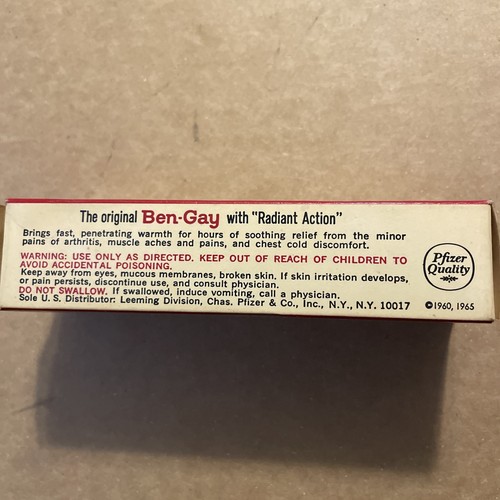 The original Ben-Gay with "Radiant Action"
Brings fast, penetrating warmth for hours of soothing relief from the minor
pains of arthritis, muscle aches and pains, and chest cold discomfort.
WARNING: USE ONLY AS DIRECTED. KEEP OUT OF REACH OF CHILDREN TO
AVOID ACCIDENTAL POISONING.
Keep away from eyes, mucous membranes, broken skin. If skin irritation develops,
or pain persists, discontinue use, and consult physician.
DO NOT SWALLOW. If swallowed, induce vomiting, call a physician.
Sole U. S. Distributor: Leeming Division, Chas. Pfizer & Co., Inc., N.Y., N.Y. 10017
Pfizer
Quality
©1960, 1965